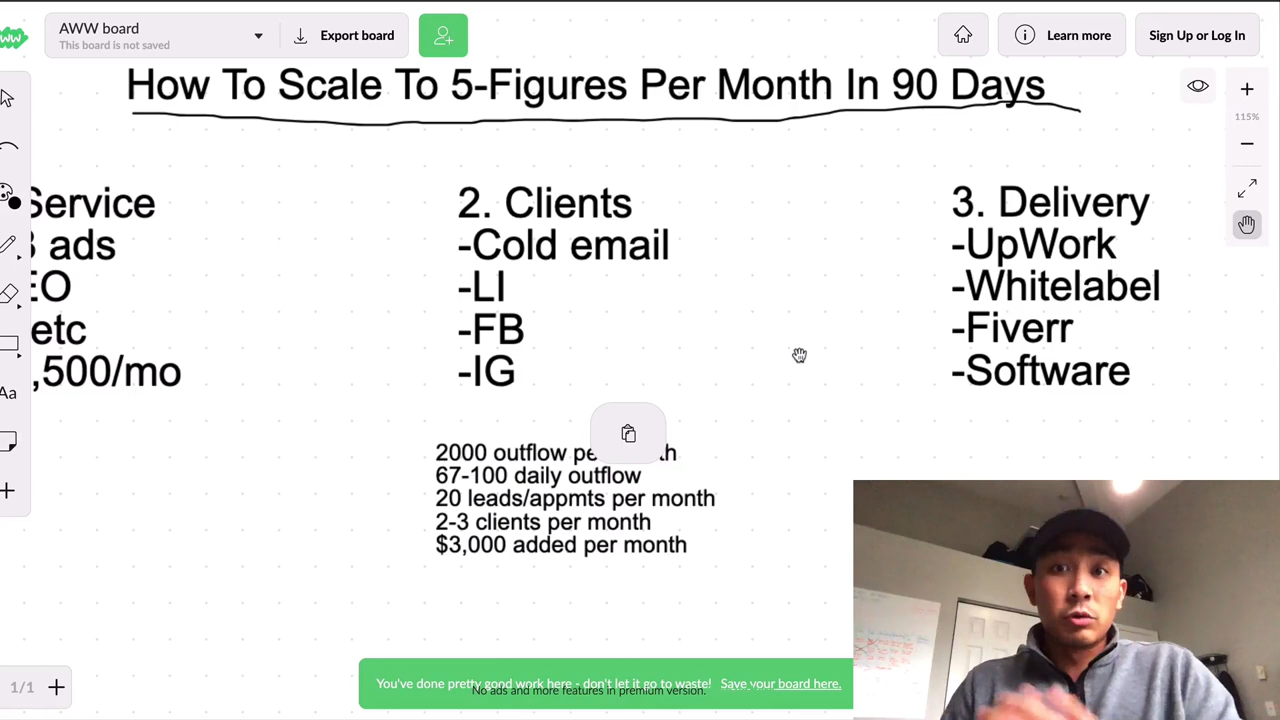 AWW board
This board is not saved
Export board
Learn more
Sign Up or Log In
How To Scale To 5-Figures Per Month In 90 Days
115%
Service
ads
EO
etc
,500/mo
2. Clients
-Cold email
-LI
-FB
-IG
2000 outflow
67-100 daily outflow
20 leads/appmts per month
2-3 clients per month
$3,000 added per month
3. Delivery
-UpWork
-Whitelabel
-Fiverr
-Software
Aa
1/1
You've done pretty good work here - don't let it go to waste! Save your board here.
No ads and more features in premium version.